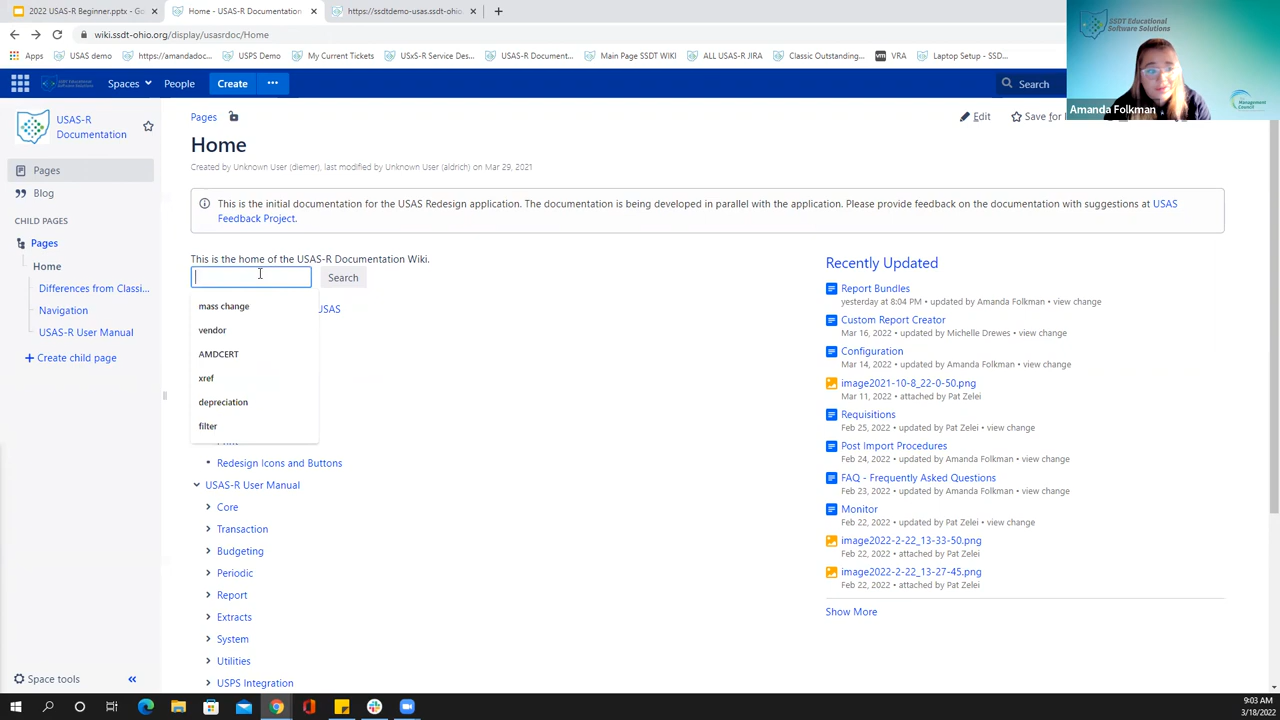 2022 USAS-R Beginner.pptx - Go
Home - USAS-R Documentation
https://ssdtdemo-usas.ssdt-ohio
wiki.ssdt-ohio.org/display/usasrdoc/Home
Apps
USAS demo
https://amandadoc...
USPS Demo
My Current Tickets
USxS-R Service Des...
USAS-R Document...
Main Page SSDT WIKI
ALL USAS-R JIRA
Classic Outstanding...
VRA
Laptop Setup - SSD...
SSDT Educational
Software Solutions
Management
Council
Amanda Folkman
Spaces
People
Create
Search
USAS-R
Documentation
Pages
Blog
CHILD PAGES
Pages
Home
Differences from Classi...
Navigation
USAS-R User Manual
Create child page
Space tools
Pages
Edit
Save for
Home
Created by Unknown User (diemer), last modified by Unknown User (aldrich) on Mar 29, 2021
This is the initial documentation for the USAS Redesign application. The documentation is being developed in parallel with the application. Please provide feedback on the documentation with suggestions at USAS
Feedback Project.
This is the home of the USAS-R Documentation Wiki.
Search
USAS
mass change
vendor
AMDCERT
xref
depreciation
filter
Redesign Icons and Buttons
USAS-R User Manual
Core
Transaction
Budgeting
Periodic
Report
Extracts
System
Utilities
USPS Integration
Recently Updated
Report Bundles
yesterday at 8:04 PM • updated by Amanda Folkman • view change
Custom Report Creator
Mar 16, 2022 • updated by Michelle Drewes • view change
Configuration
Mar 14, 2022 • updated by Amanda Folkman • view change
image2021-10-8_22-0-50.png
Mar 11, 2022 • attached by Pat Zelei
Requisitions
Feb 25, 2022 • updated by Pat Zelei • view change
Post Import Procedures
Feb 24, 2022 • updated by Amanda Folkman • view change
FAQ - Frequently Asked Questions
Feb 23, 2022 • updated by Amanda Folkman • view change
Monitor
Feb 22, 2022 • updated by Pat Zelei • view change
image2022-2-22_13-33-50.png
Feb 22, 2022 • attached by Pat Zelei
image2022-2-22_13-27-45.png
Feb 22, 2022 • attached by Pat Zelei
Show More
9:03 AM
3/18/2022